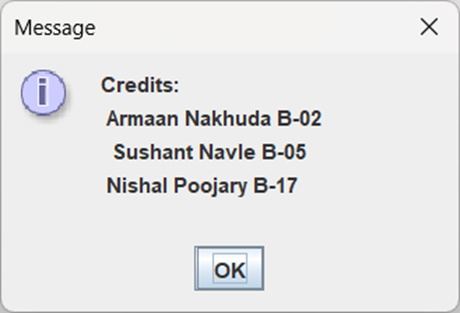 Message
Credits:
Armaan Nakhuda B-02
Sushant Navle B-05
Nishal Poojary B-17
OK